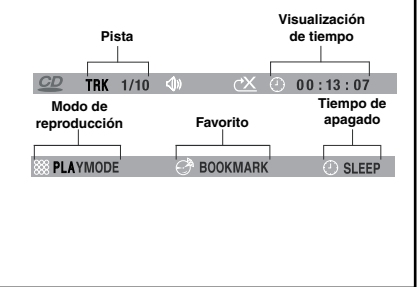 Visualización
de tiempo
Pista
CD TRK 1/10 00:13:07
Modo de
reproducción
Favorito
Tiempo de
apagado
PLAYMODE BOOKMARK SLEEP